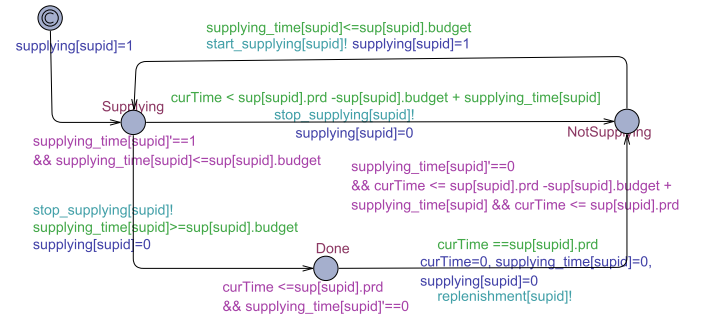 supplying_time[supid]<=sup[supid].budget
start_supplying[supid]! supplying[supid]=1
supplying[supid]=1
curTime < sup[supid].prd -sup[supid].budget + supplying_time[supid]
Supplying
stop_supplying[supid]!
supplying[supid]=0
NotSupplying
supplying_time[supid]'==1
&& supplying_time[supid]<=sup[supid].budget
supplying_time[supid]'==0
&& curTime <= sup[supid].prd -sup[supid].budget +
supplying_time[supid] && curTime <= sup[supid].prd
stop_supplying[supid]!
supplying_time[supid]>=sup[supid].budget
supplying[supid]=0
Done
curTime ==sup[supid].prd
curTime=0, supplying_time[supid]=0,
supplying[supid]=0
replenishment[supid]!
curTime <=sup[supid].prd
&& supplying_time[supid]'==0